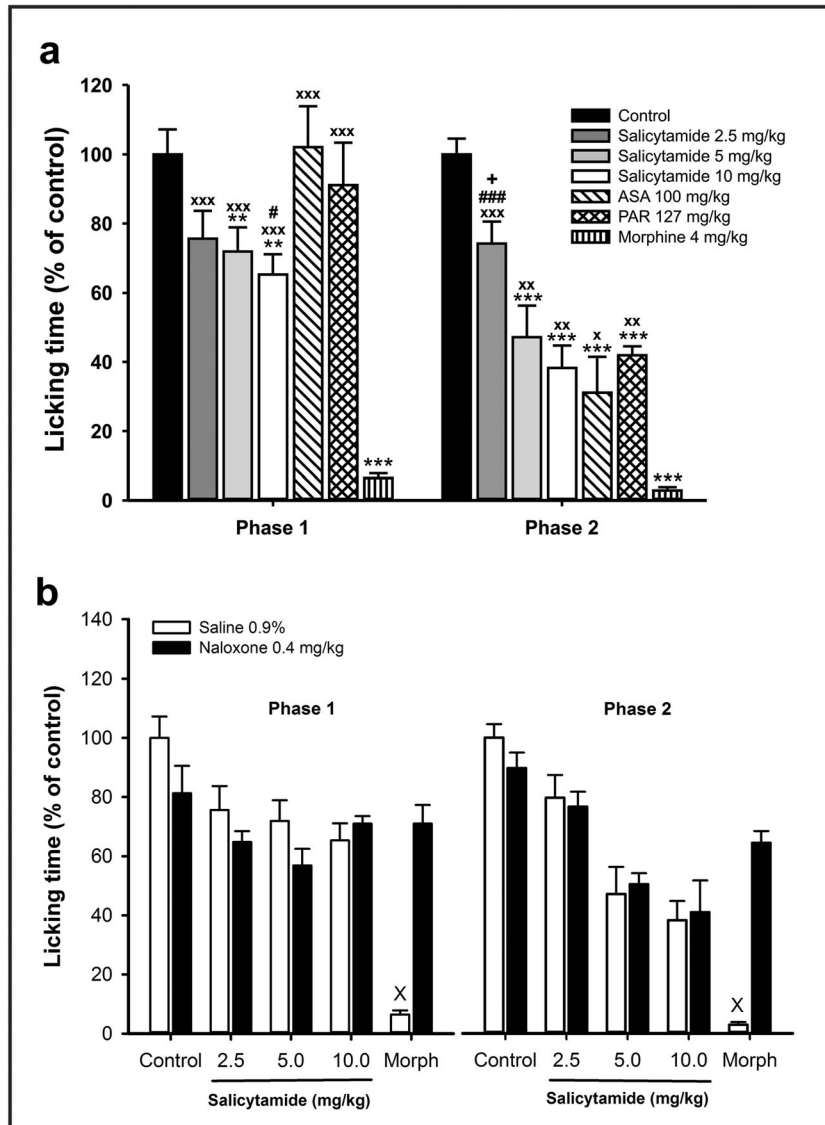 a
Licking time (% of control)
120
100
80
60
40
20
0
xxx
xxx
**
#
xxx
**
xxx
xxx
***
+
###
xxx
xx
***
xx
***
x
***
xx
***
***
Control
Salicytamide 2.5 mg/kg
Salicytamide 5 mg/kg
Salicytamide 10 mg/kg
ASA 100 mg/kg
PAR 127 mg/kg
Morphine 4 mg/kg
Phase 1
Phase 2
b
Licking time (% of control)
140
120
100
80
60
40
20
0
Saline 0.9%
Naloxone 0.4 mg/kg
Phase 1
Phase 2
X
X
Control 2.5 5.0 10.0 Morph
Control 2.5 5.0 10.0 Morph
Salicytamide (mg/kg)
Salicytamide (mg/kg)